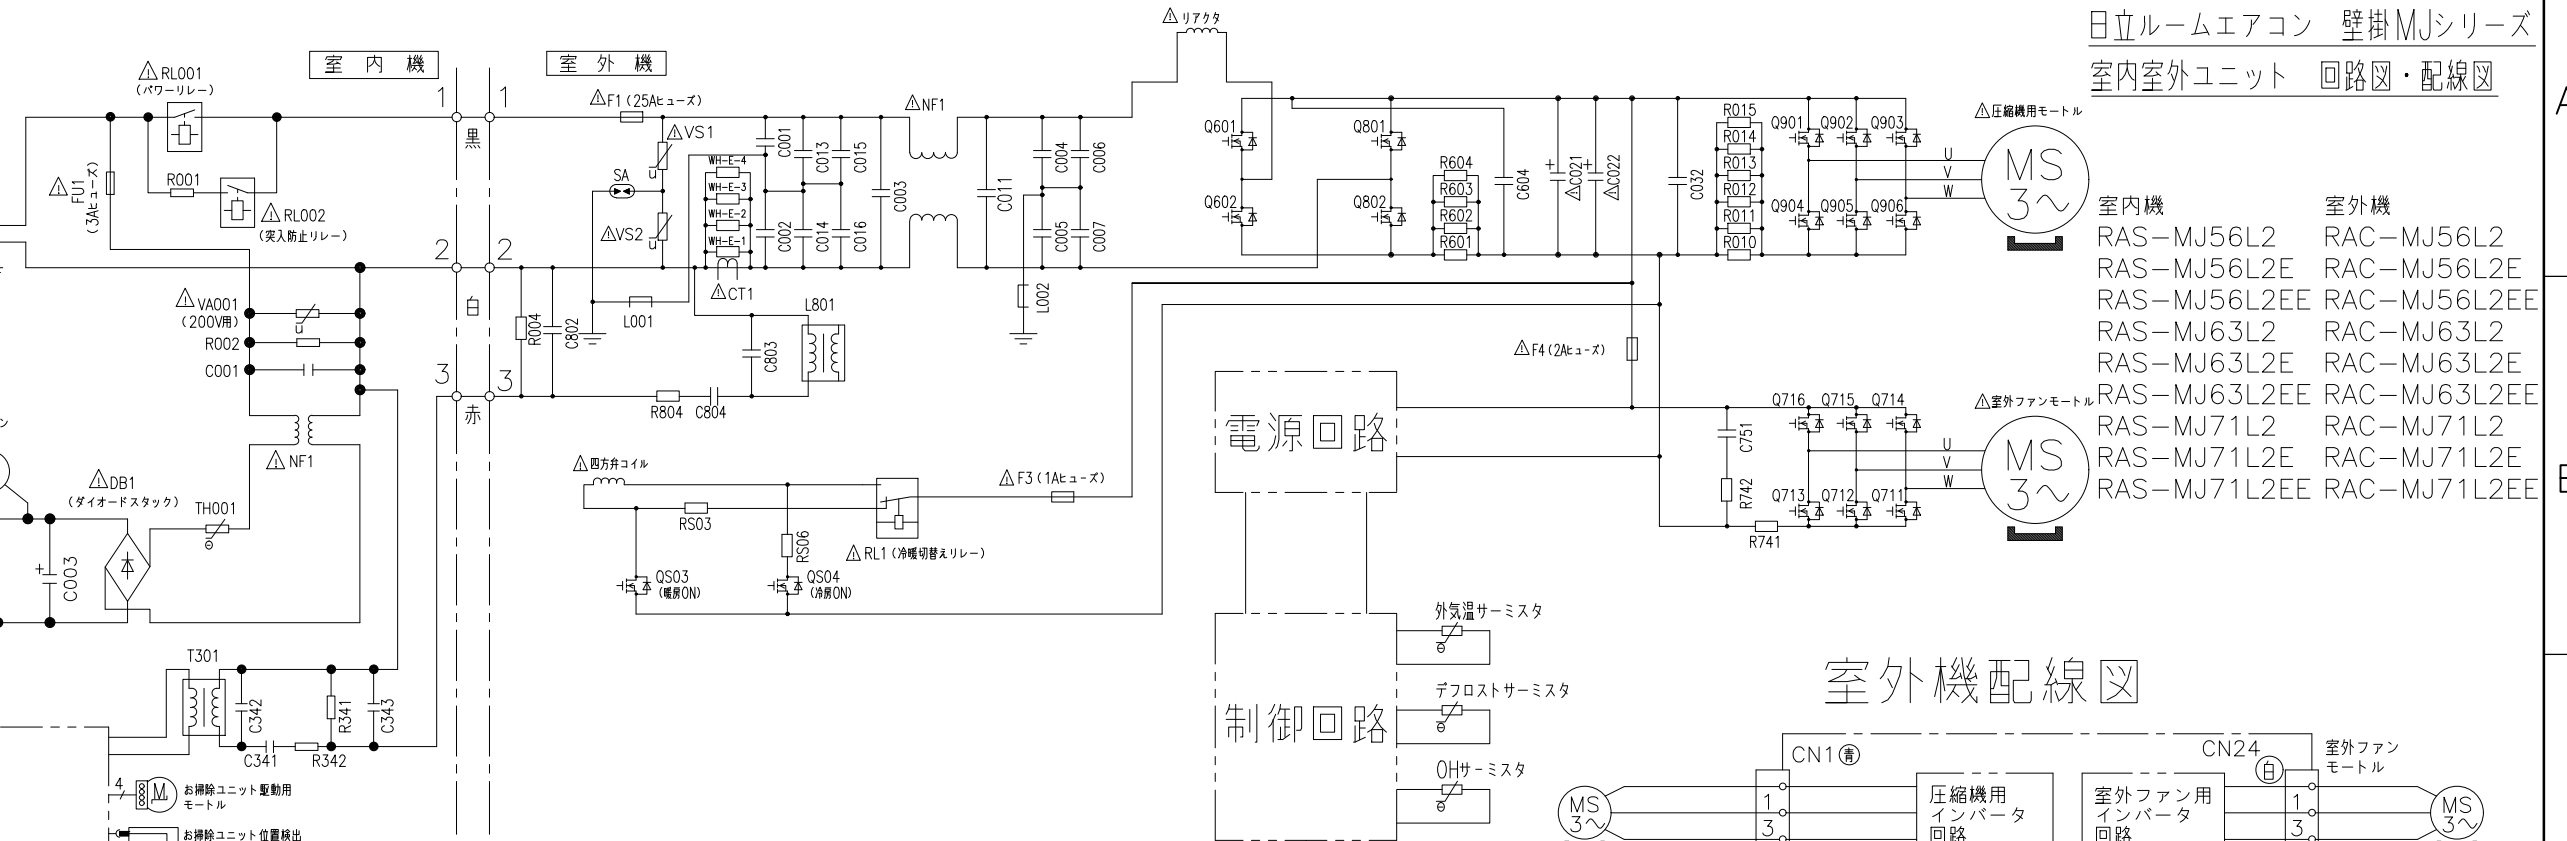 日立ルームエアコン 壁掛MJシリーズ
室内室外ユニット 回路図・配線図
A
室内機
室外機
⚠リアクタ
⚠RL001
(パワーリレー)
⚠FU1
(3Aヒューズ)
R001
⚠RL002
(突入防止リレー)
1
1
黒
2
2
白
3
3
赤
⚠VA001
(200V用)
R002
C001
⚠NF1
⚠DB1
(ダイオードスタック)
TH001
+
C003
T301
C342
C341
R342
R341
C343
4
M
お掃除ユニット駆動用
モートル
お掃除ユニット位置検出
⚠F1(25Aヒューズ)
⚠VS1
SA
⚠VS2
WH-E-4
WH-E-3
WH-E-2
WH-E-1
⚠CT1
L001
C001
C002
C013
C014
C015
C016
C003
⚠NF1
C011
C004
C005
C006
C007
L002
R004
C802
C803
L801
R804
C804
⚠四方弁コイル
RS03
RS06
QS03
(暖房ON)
QS04
(冷房ON)
⚠RL1(冷暖切替えリレー)
⚠F3(1Aヒューズ)
Q601
Q602
Q801
Q802
R604
R603
R602
R601
C604
+
⚠C021
+
⚠C022
C032
R015
R014
R013
R012
R011
R010
Q901
Q902
Q903
Q904
Q905
Q906
U
V
W
⚠圧縮機用モートル
MS
3～
⚠F4(2Aヒューズ)
電源回路
C751
R742
R741
Q716
Q715
Q714
Q713
Q712
Q711
U
V
W
⚠室外ファンモートル
MS
3～
室内機 室外機
RAS-MJ56L2 RAC-MJ56L2
RAS-MJ56L2E RAC-MJ56L2E
RAS-MJ56L2EE RAC-MJ56L2EE
RAS-MJ63L2 RAC-MJ63L2
RAS-MJ63L2E RAC-MJ63L2E
RAS-MJ63L2EE RAC-MJ63L2EE
RAS-MJ71L2 RAC-MJ71L2
RAS-MJ71L2E RAC-MJ71L2E
RAS-MJ71L2EE RAC-MJ71L2EE
制御回路
外気温サーミスタ
デフロストサーミスタ
OHサーミスタ
室外機配線図
CN1 青
1
3
MS
3～
圧縮機用
インバータ
回路
室外ファン用
インバータ
回路
CN24
白
1
3
室外ファン
モートル
MS
3～